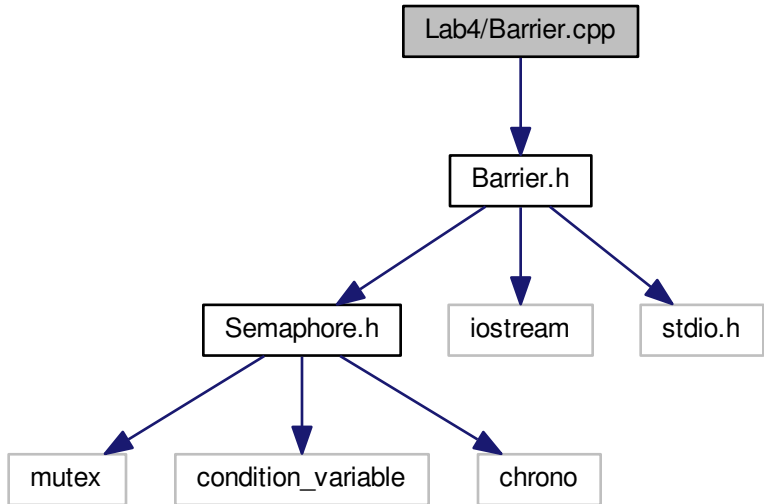 Lab4/Barrier.cpp
Barrier.h
Semaphore.h
iostream
stdio.h
mutex
condition_variable
chrono